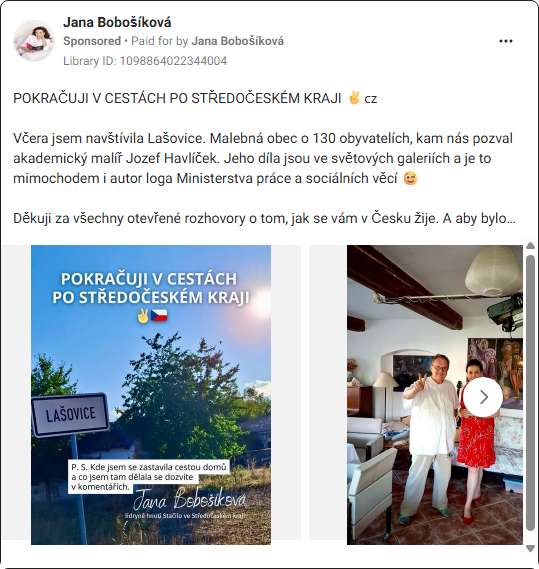 Jana Bobošíková
Sponsored • Paid for by Jana Bobošíková
Library ID: 1098864022344004
POKRAČUJI V CESTÁCH PO STŘEDOČESKÉM KRAJI ✌️ cz
Včera jsem navštívila Lašovice. Malebná obec o 130 obyvatelích, kam nás pozval
akademický malíř Jozef Havlíček. Jeho díla jsou ve světových galeriích a je to
mimochodem i autor loga Ministerstva práce a sociálních věcí 😉
Děkuji za všechny otevřené rozhovory o tom, jak se vám v Česku žije. A aby bylo…
POKRAČUJI V CESTÁCH
PO STŘEDOČESKÉM KRAJI
✌️🇨🇿
LAŠOVICE
P. S. Kde jsem se zastavila cestou domů
a co jsem tam dělala se dozvíte
v komentářích.
Jana Bobošíková
lídryně hnutí Stačilo ve Středočeském kraji